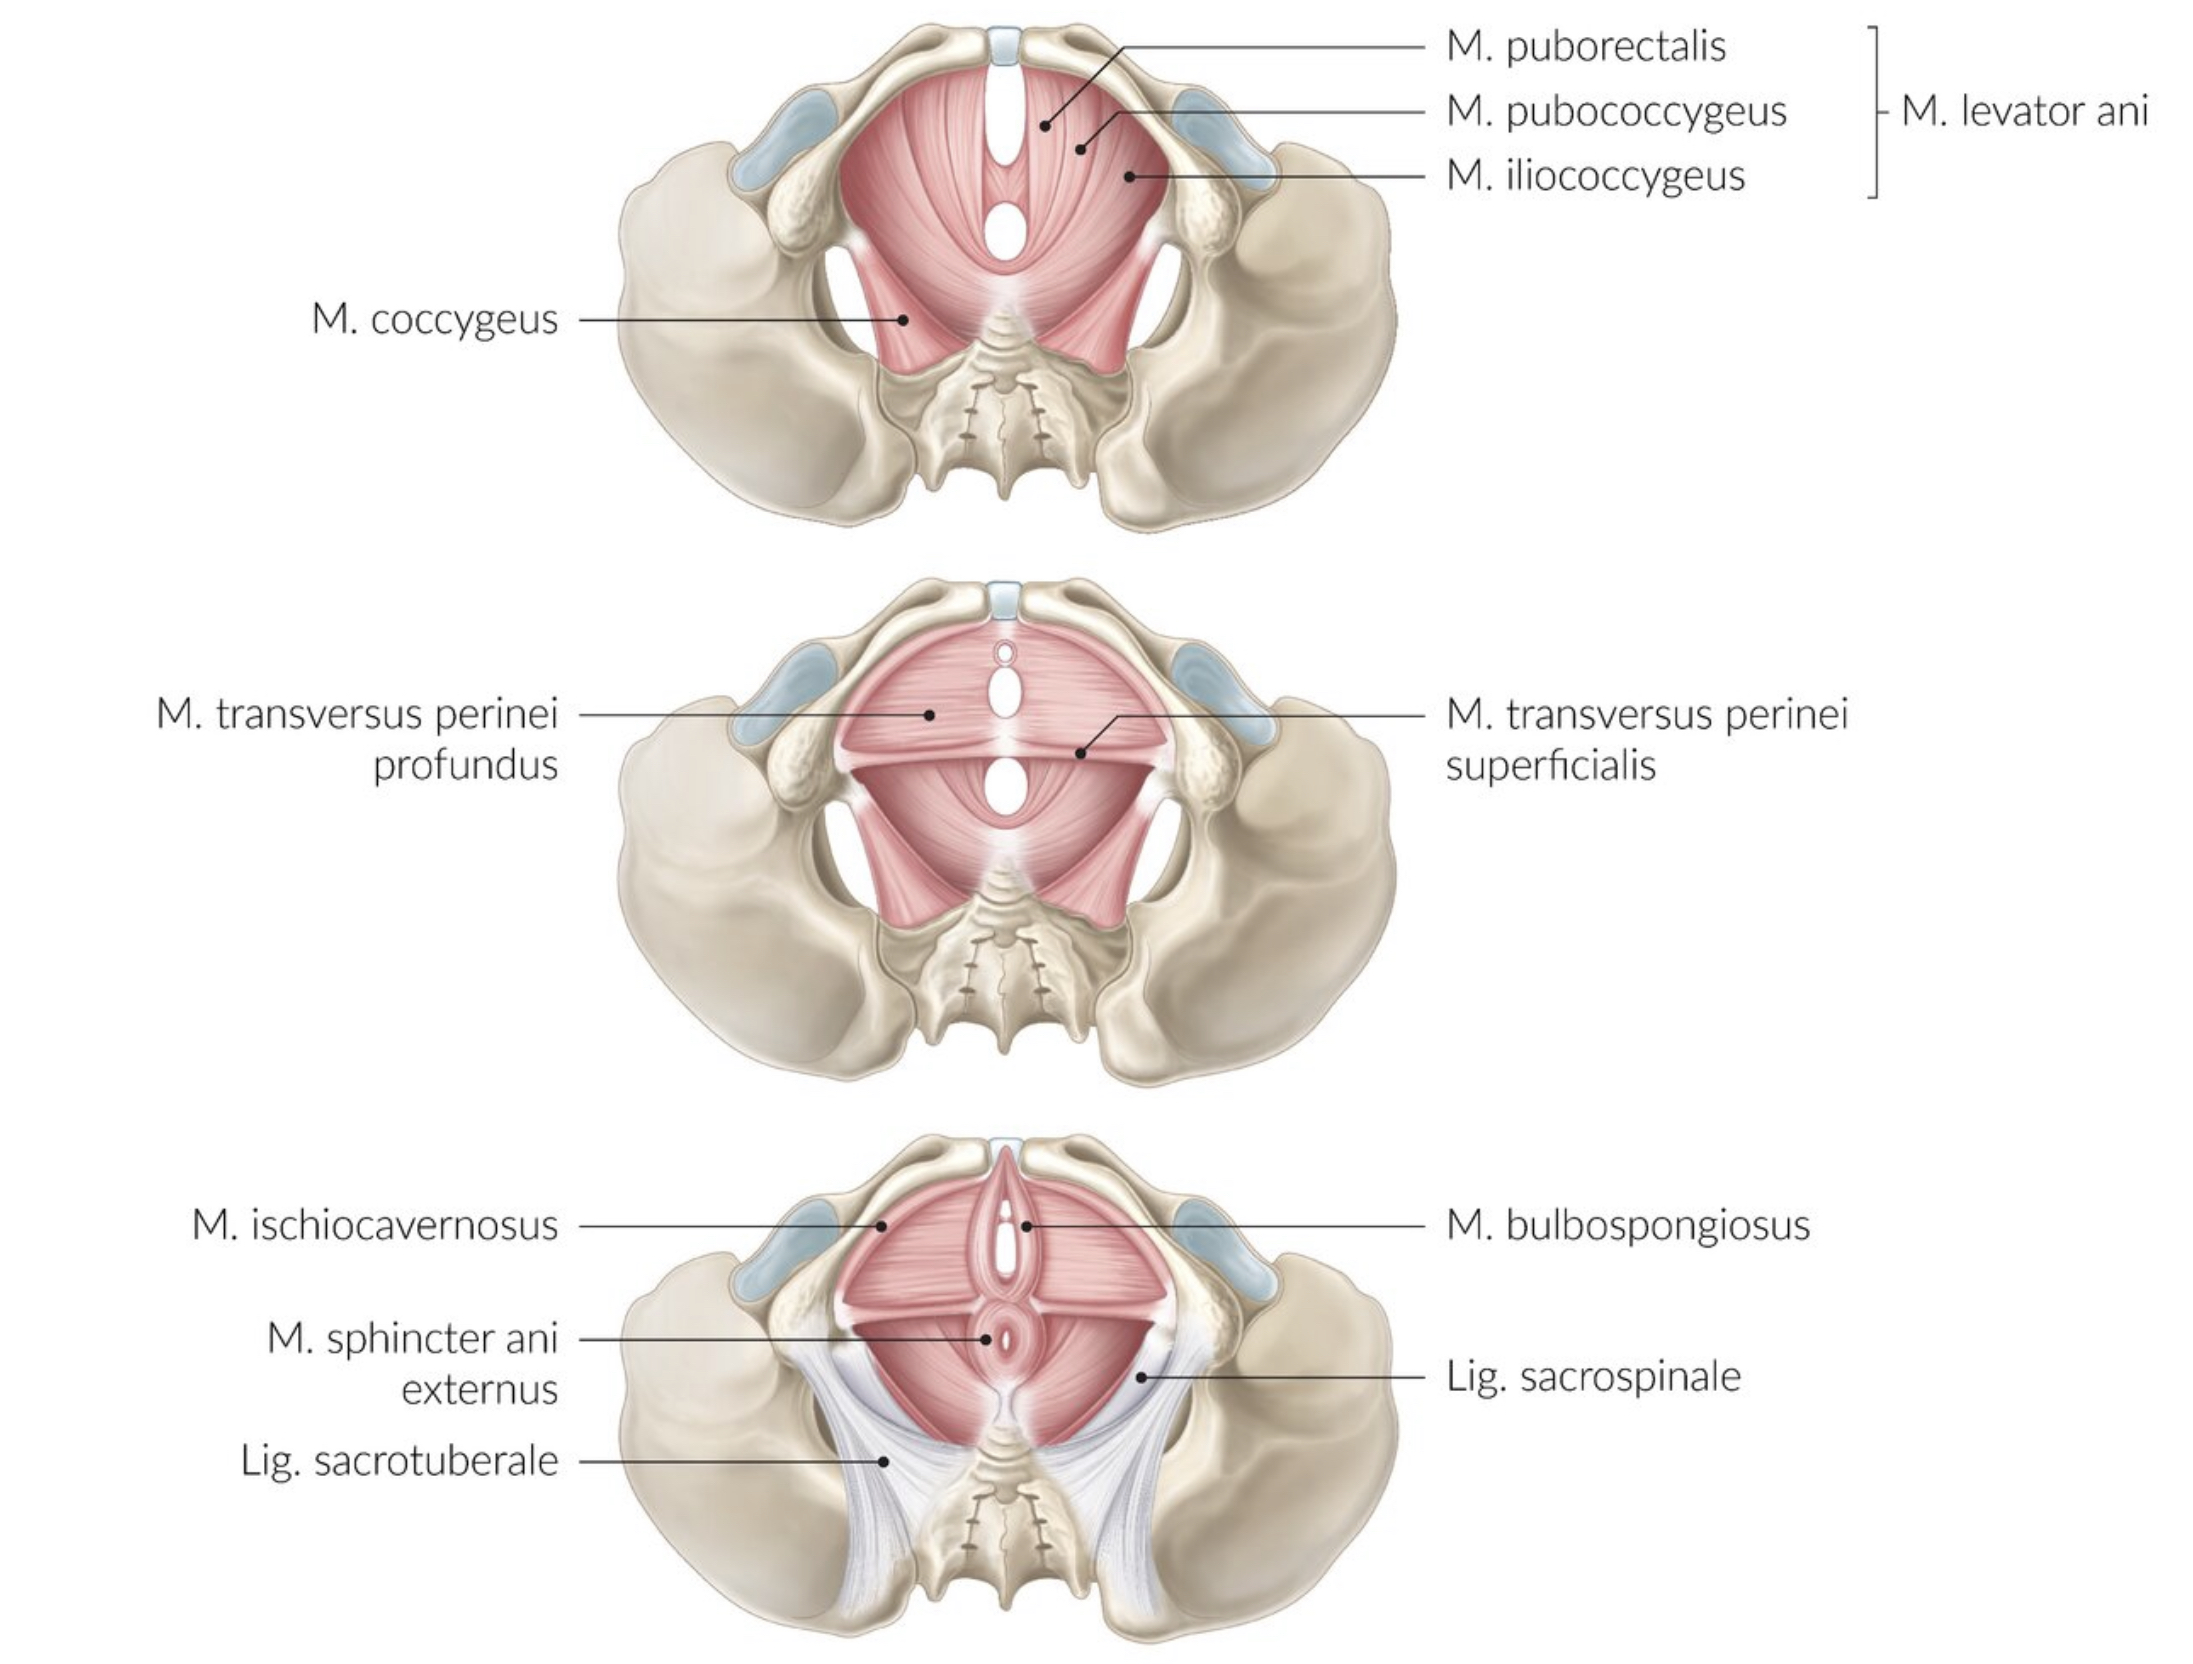 M. puborectalis
M. pubococcygeus
M. levator ani
M. iliococcygeus
M. coccygeus
M. transversus perinei
profundus
M. transversus perinei
superficialis
M. ischiocavernosus
M. bulbospongiosus
M. sphincter ani
externus
Lig. sacrospinale
Lig. sacrotuberale